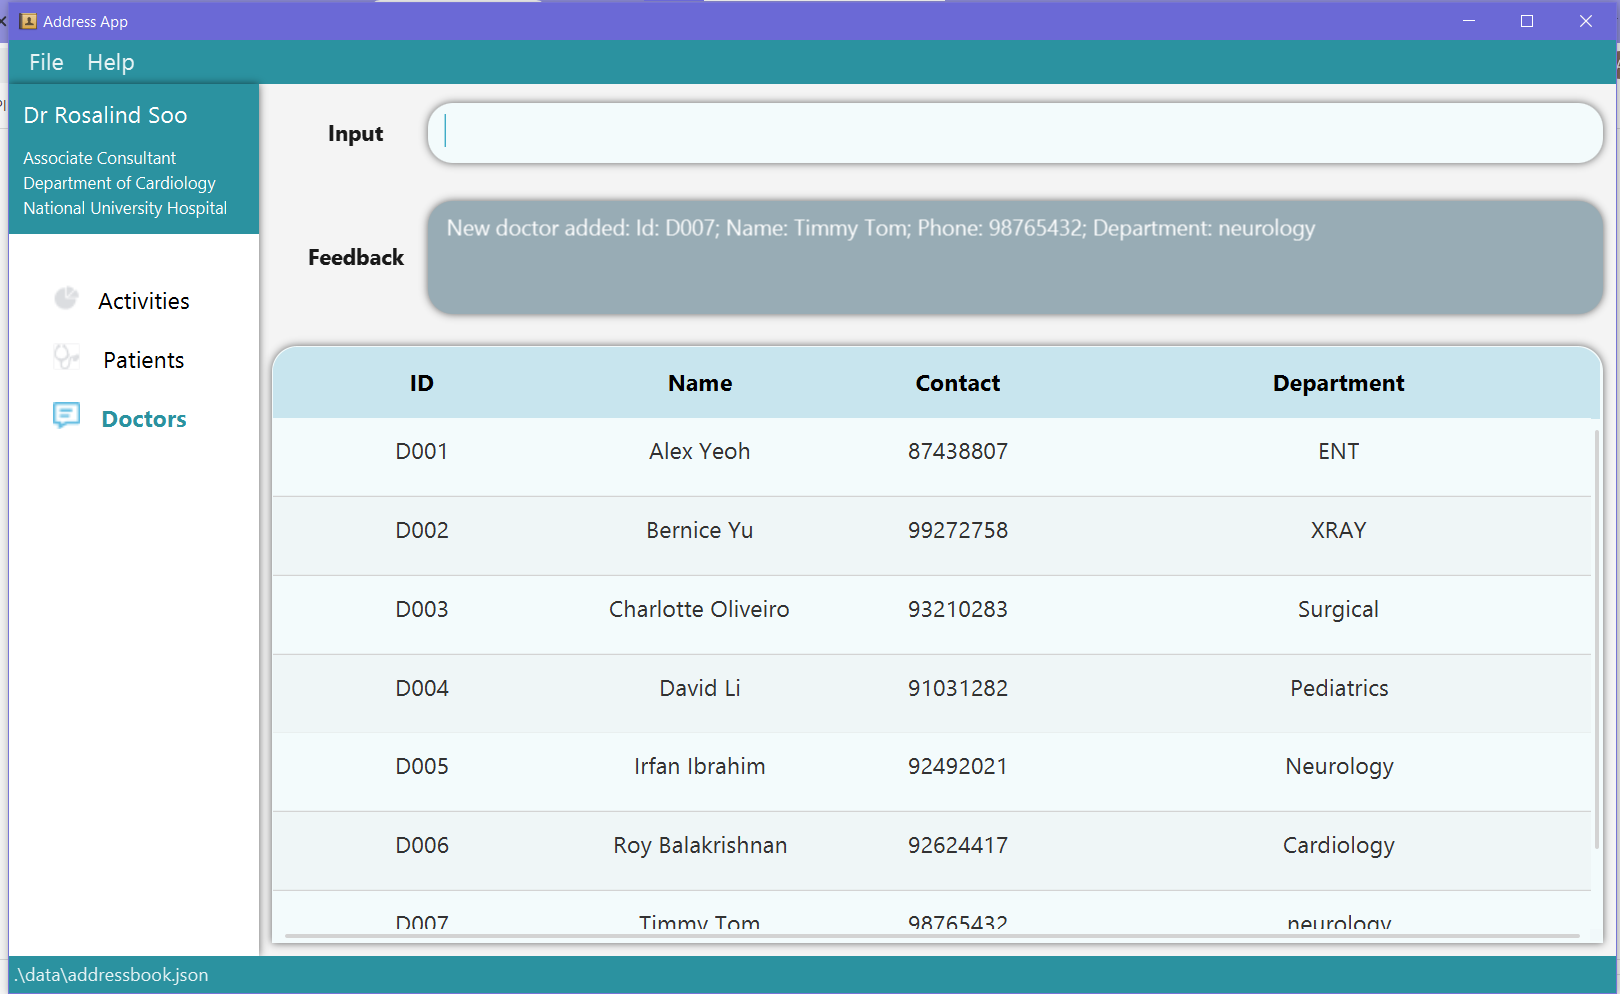 Address App
File Help
Dr Rosalind Soo
Associate Consultant
Department of Cardiology
National University Hospital
Activities
Patients
Doctors
Input
Feedback
New doctor added: Id: D007; Name: Timmy Tom; Phone: 98765432; Department: neurology
ID Name Contact Department
D001 Alex Yeoh 87438807 ENT
D002 Bernice Yu 99272758 XRAY
D003 Charlotte Oliveiro 93210283 Surgical
D004 David Li 91031282 Pediatrics
D005 Irfan Ibrahim 92492021 Neurology
D006 Roy Balakrishnan 92624417 Cardiology
D007 Timmy Tom 98765432 neurology
.\data\addressbook.json